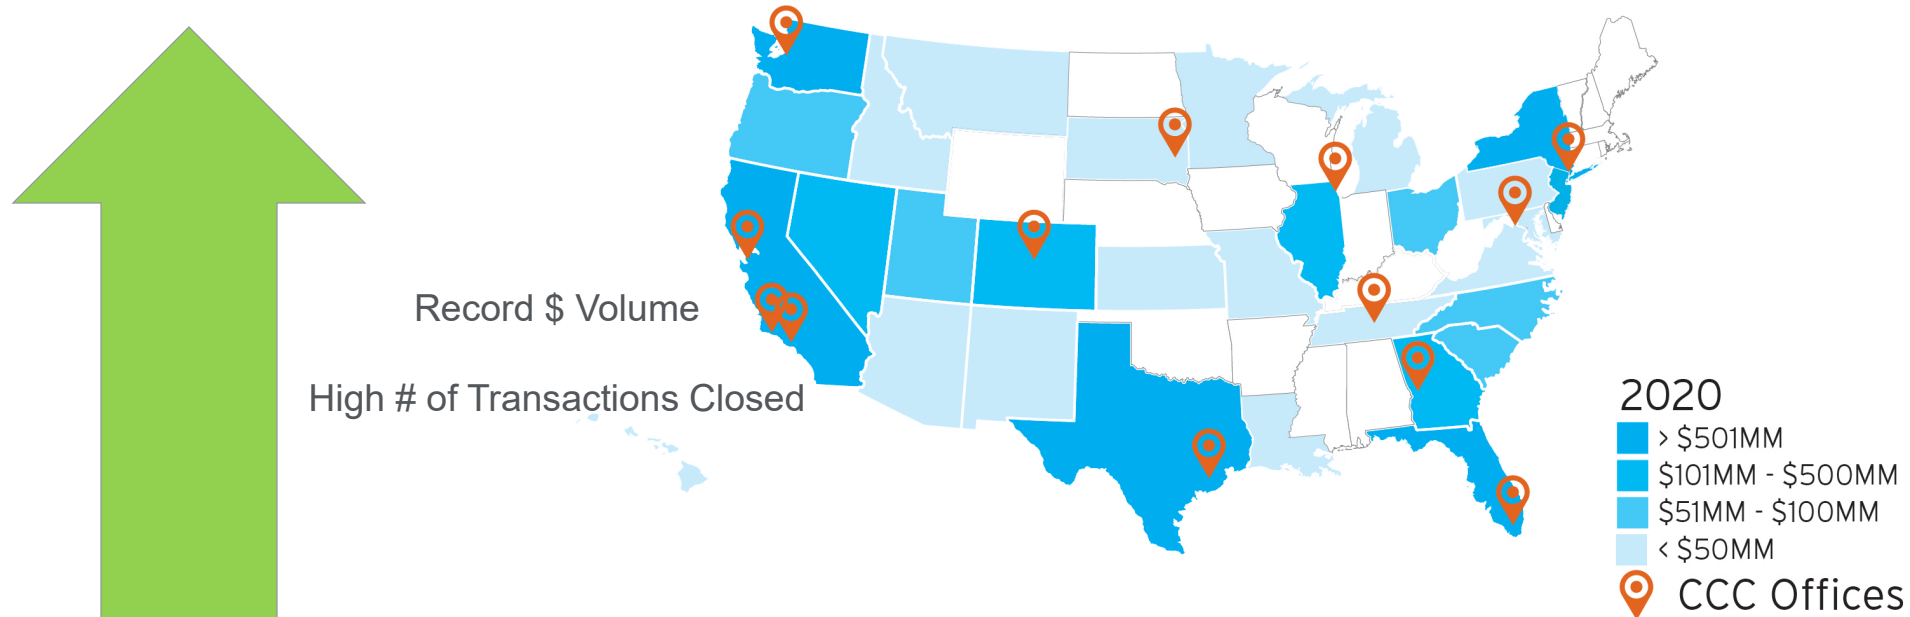 Record $ Volume
High # of Transactions Closed
2020
> $501MM
$101MM - $500MM
$51MM - $100MM
< $50MM
CCC Offices